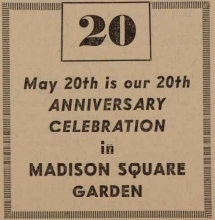 20
May 20th is our 20th
ANNIVERSARY
CELEBRATION
in
MADISON SQUARE
GARDEN